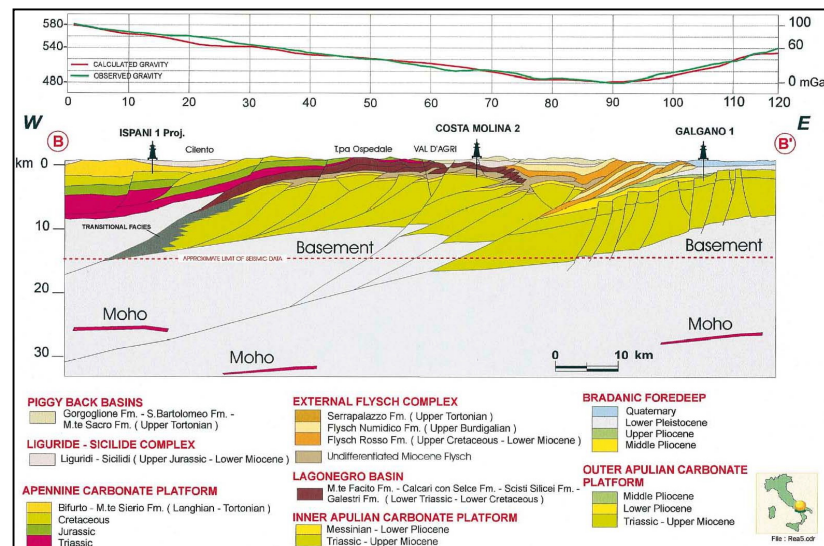 580
540
480
CALCULATED GRAVITY
OBSERVED GRAVITY
100
60
0 mGa
0 10 20 30 40 50 60 70 80 90 100 110 120
W
E
B
B'
ISPANI 1 Proj.
Cilento
T.pa Ospedale
VAL D'AGRI
COSTA MOLINA 2
GALGANO 1
km 0
10
20
30
TRANSITIONAL FACIES
Basement
Basement
APPROXIMATE LIMIT OF SEISMIC DATA
Moho
Moho
Moho
0 10 km
PIGGY BACK BASINS
Gorgoglione Fm. - S.Bartolomeo Fm. -
M.te Sacro Fm. ( Upper Tortonian )
LIGURIDE - SICILIDE COMPLEX
Liguridi - Sicilidi ( Upper Jurassic - Lower Miocene )
APENNINE CARBONATE PLATFORM
Bifurto - M.te Sierio Fm. ( Langhian - Tortonian )
Cretaceous
Jurassic
Triassic
EXTERNAL FLYSCH COMPLEX
Serrapalazzo Fm. ( Upper Tortonian )
Flysch Numidico Fm. ( Upper Burdigalian )
Flysch Rosso Fm. ( Upper Cretaceous - Lower Miocene )
Undifferentiated Miocene Flysch
LAGONEGRO BASIN
M.te Facito Fm. - Calcari con Selce Fm. - Scisti Silicei Fm. -
Galestri Fm. ( Lower Triassic - Lower Cretaceous )
INNER APULIAN CARBONATE PLATFORM
Messinian - Lower Pliocene
Triassic - Upper Miocene
BRADANIC FOREDEEP
Quaternary
Lower Pleistocene
Upper Pliocene
Middle Pliocene
OUTER APULIAN CARBONATE
PLATFORM
Middle Pliocene
Lower Pliocene
Triassic - Upper Miocene
File : Rea5.cdr